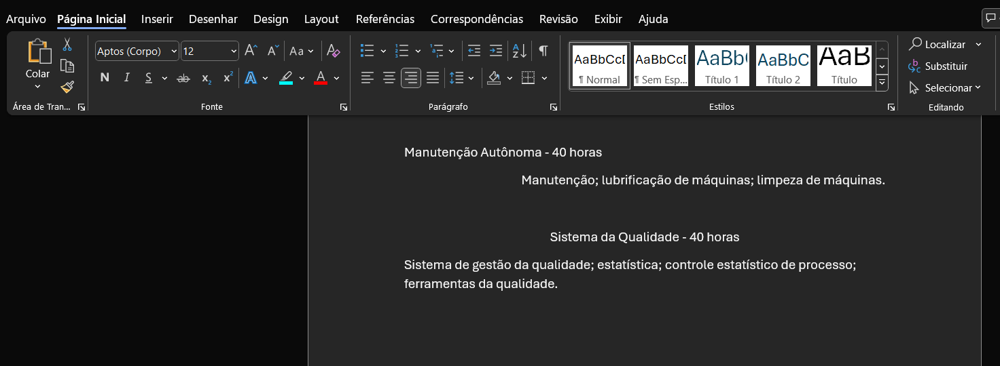 Arquivo Página Inicial Inserir Desenhar Design Layout Referências Correspondências Revisão Exibir Ajuda
Colar
Área de Tran...
Aptos (Corpo) 12 A A Aa A
N I S ab x₂ x² A A
Fonte
Parágrafo
AaBbCcD AaBbCcD AaBb( AaBbC AaB
¶ Normal ¶ Sem Esp... Título 1 Título 2 Título
Estilos
Localizar
Substituir
Selecionar
Editando
Manutenção Autônoma - 40 horas
Manutenção; lubrificação de máquinas; limpeza de máquinas.
Sistema da Qualidade - 40 horas
Sistema de gestão da qualidade; estatística; controle estatístico de processo;
ferramentas da qualidade.